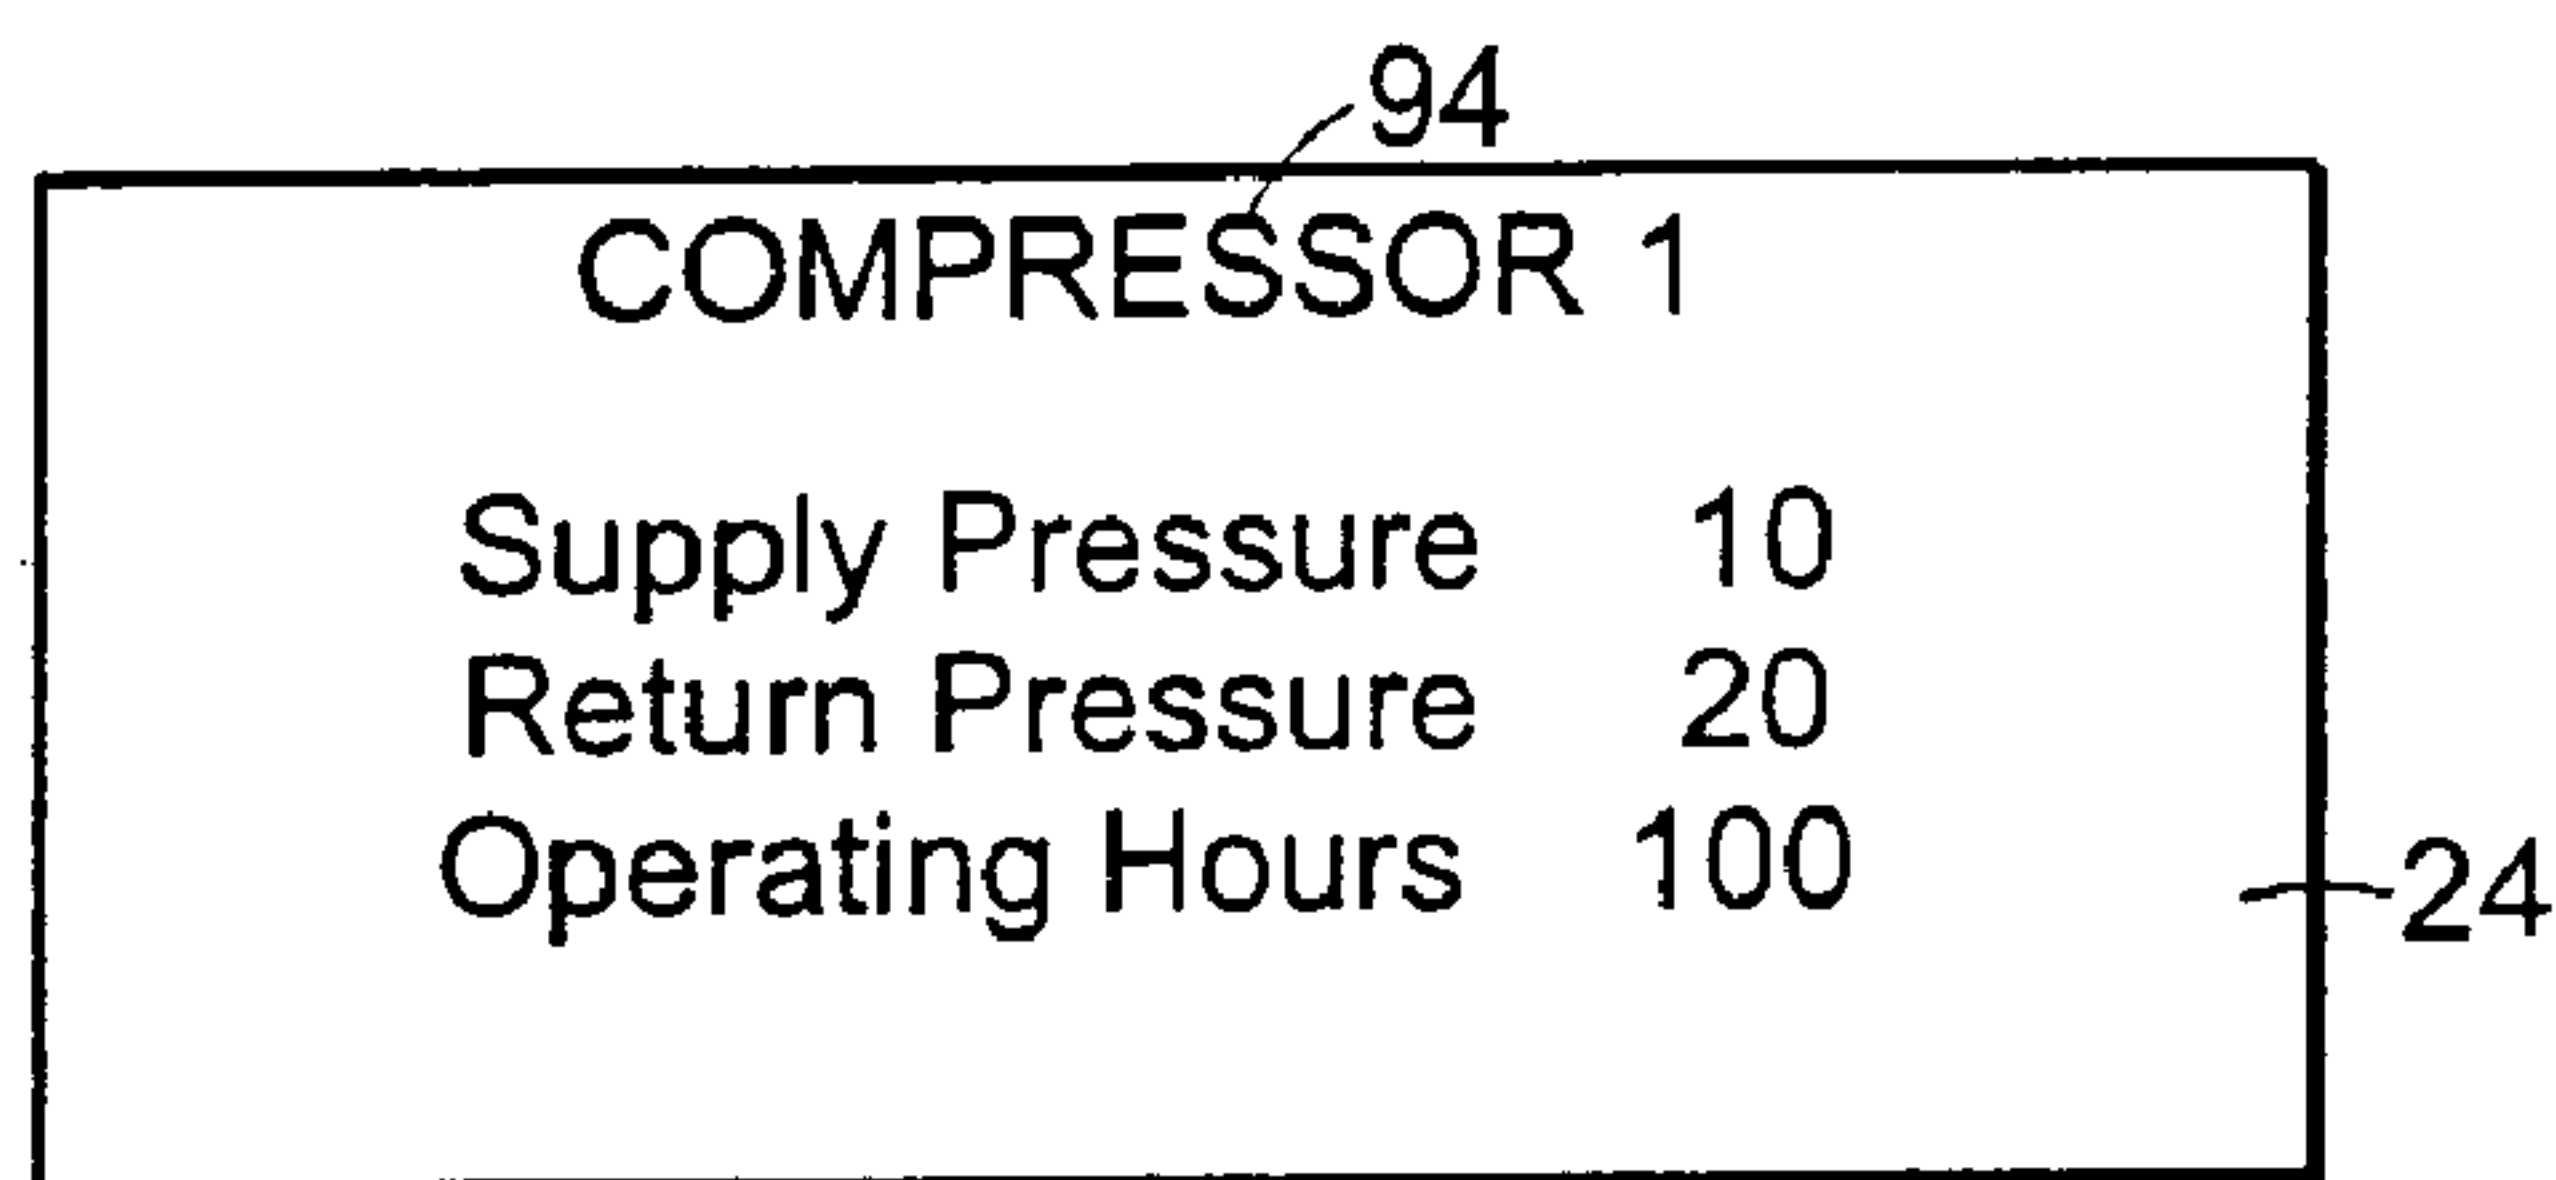 94
COMPRESSOR 1
Supply Pressure 10
Return Pressure 20
Operating Hours 100
24